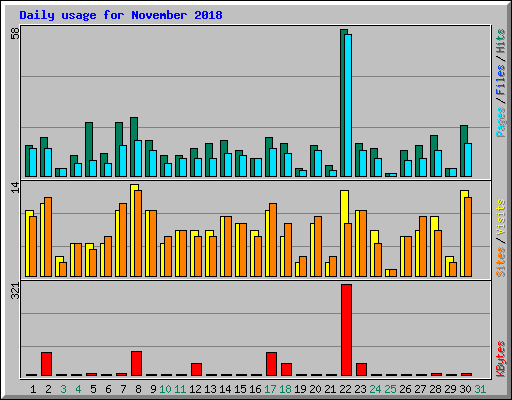 Daily usage for November 2018
58
Pages / Files / Hits
14
Sites / Visits
321
KBytes
1 2 3 4 5 6 7 8 9 10 11 12 13 14 15 16 17 18 19 20 21 22 23 24 25 26 27 28 29 30 31